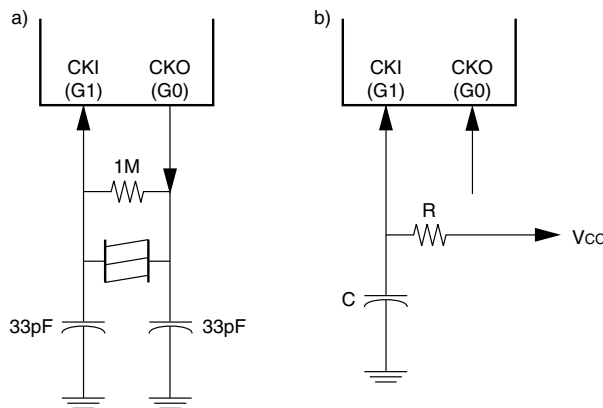 a)
CKI
(G1)
CKO
(G0)
1M
33pF
33pF
b)
CKI
(G1)
CKO
(G0)
R
VCC
C